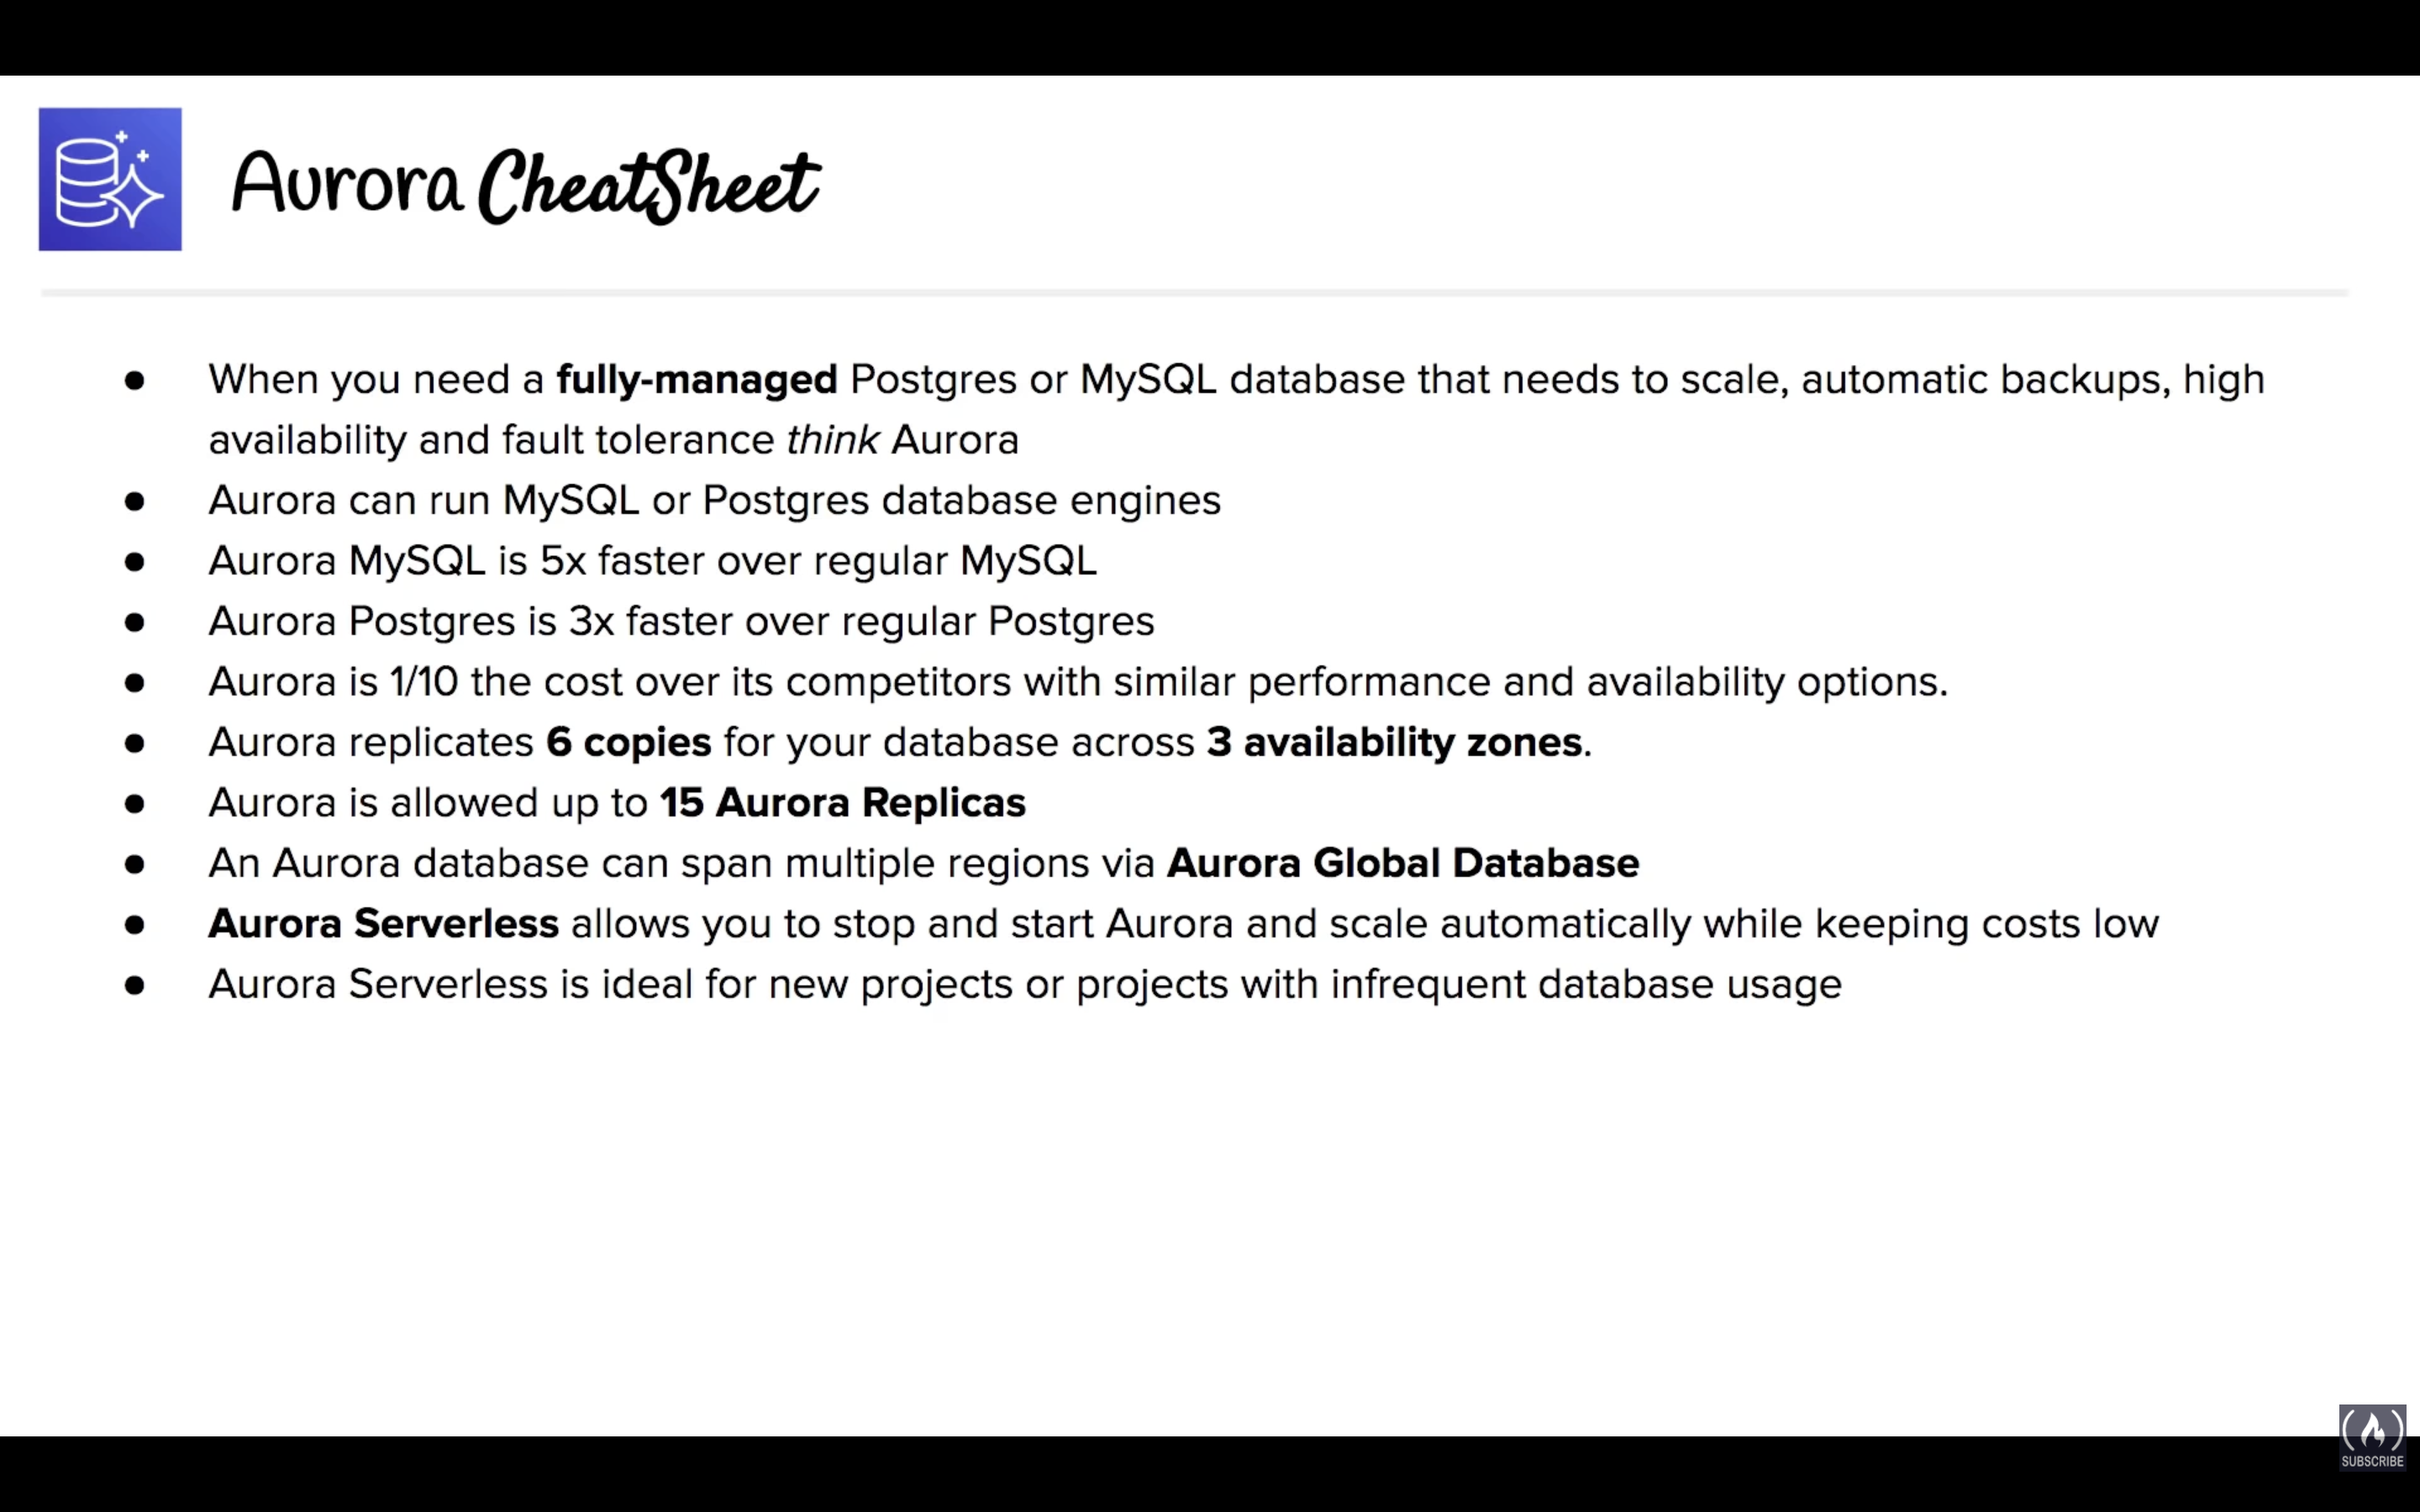 Aurora CheatSheet
● When you need a fully-managed Postgres or MySQL database that needs to scale, automatic backups, high
availability and fault tolerance think Aurora
● Aurora can run MySQL or Postgres database engines
● Aurora MySQL is 5x faster over regular MySQL
● Aurora Postgres is 3x faster over regular Postgres
● Aurora is 1/10 the cost over its competitors with similar performance and availability options.
● Aurora replicates 6 copies for your database across 3 availability zones.
● Aurora is allowed up to 15 Aurora Replicas
● An Aurora database can span multiple regions via Aurora Global Database
● Aurora Serverless allows you to stop and start Aurora and scale automatically while keeping costs low
● Aurora Serverless is ideal for new projects or projects with infrequent database usage
SUBSCRIBE